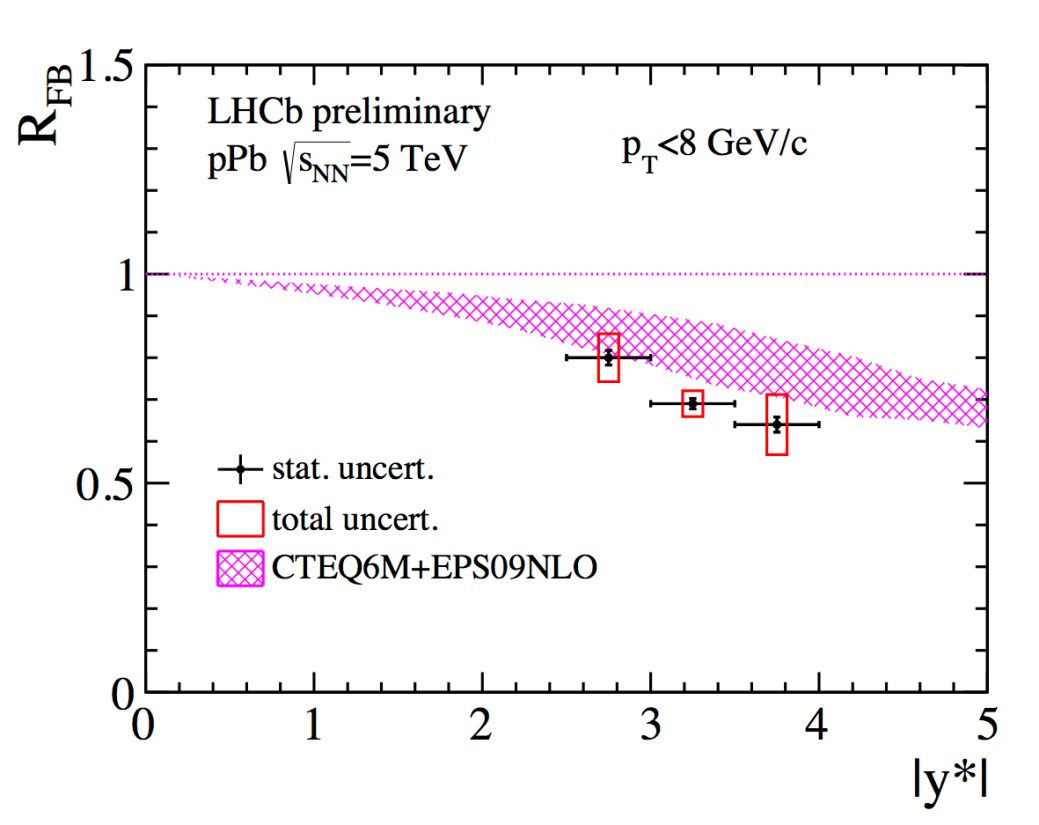 R_FB
1.5
LHCb preliminary
pPb √s_NN=5 TeV
p_T<8 GeV/c
1
0.5
stat. uncert.
total uncert.
CTEQ6M+EPS09NLO
0
0 1 2 3 4 5
|y*|